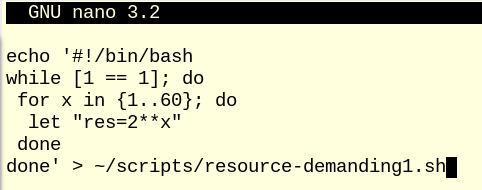 GNU nano 3.2
echo '#!/bin/bash
while [1 == 1]; do
 for x in {1..60}; do
  let "res=2**x"
 done
done' > ~/scripts/resource-demanding1.sh